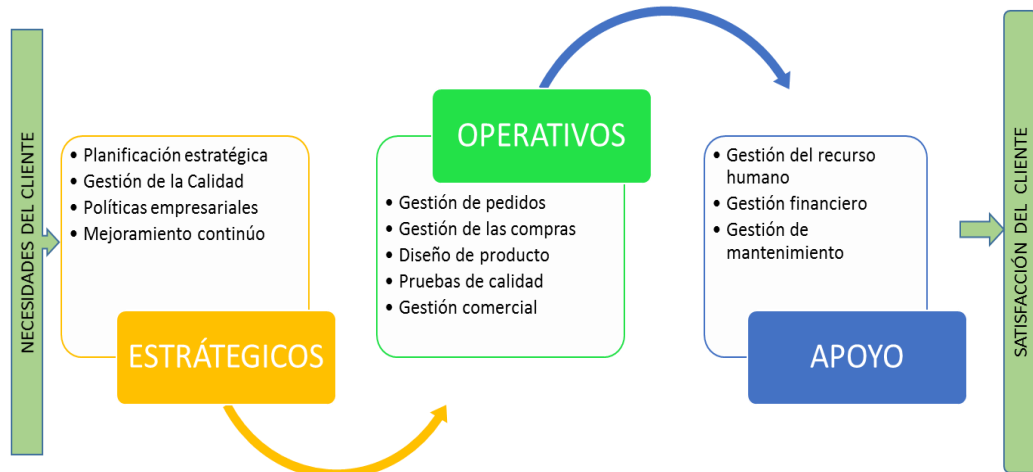 NECESIDADES DEL CLIENTE
• Planificación estratégica
• Gestión de la Calidad
• Políticas empresariales
• Mejoramiento continúo
ESTRÁTEGICOS
OPERATIVOS
• Gestión de pedidos
• Gestión de las compras
• Diseño de producto
• Pruebas de calidad
• Gestión comercial
• Gestión del recurso
humano
• Gestión financiero
• Gestión de
mantenimiento
APOYO
SATISFACCIÓN DEL CLIENTE